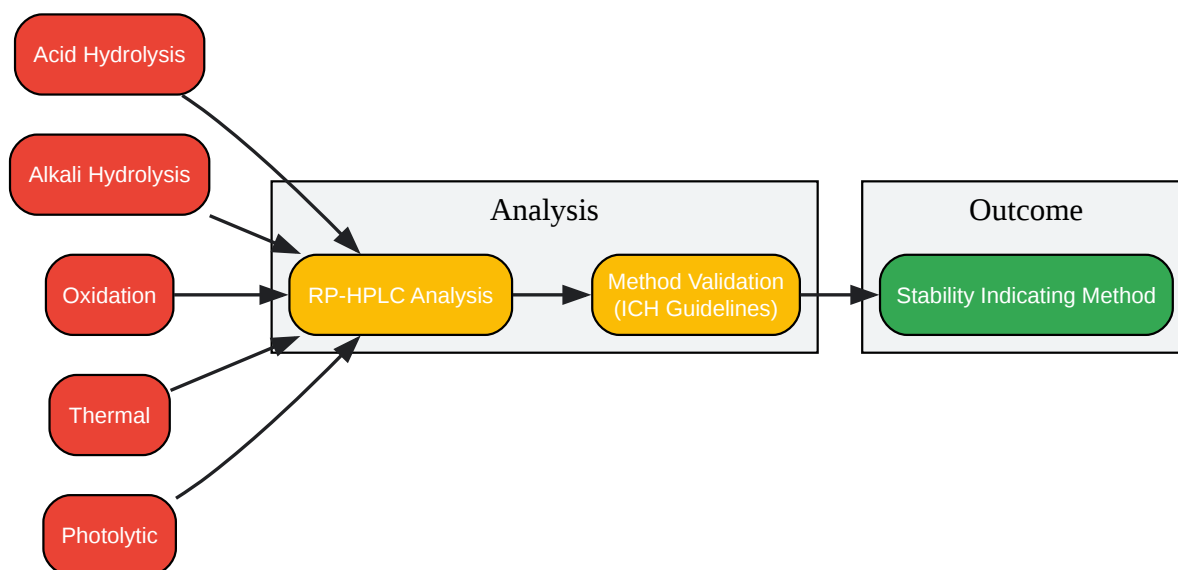 Acid Hydrolysis
Alkali Hydrolysis
Oxidation
Thermal
Photolytic
Analysis
RP-HPLC Analysis
Method Validation
(ICH Guidelines)
Outcome
Stability Indicating Method